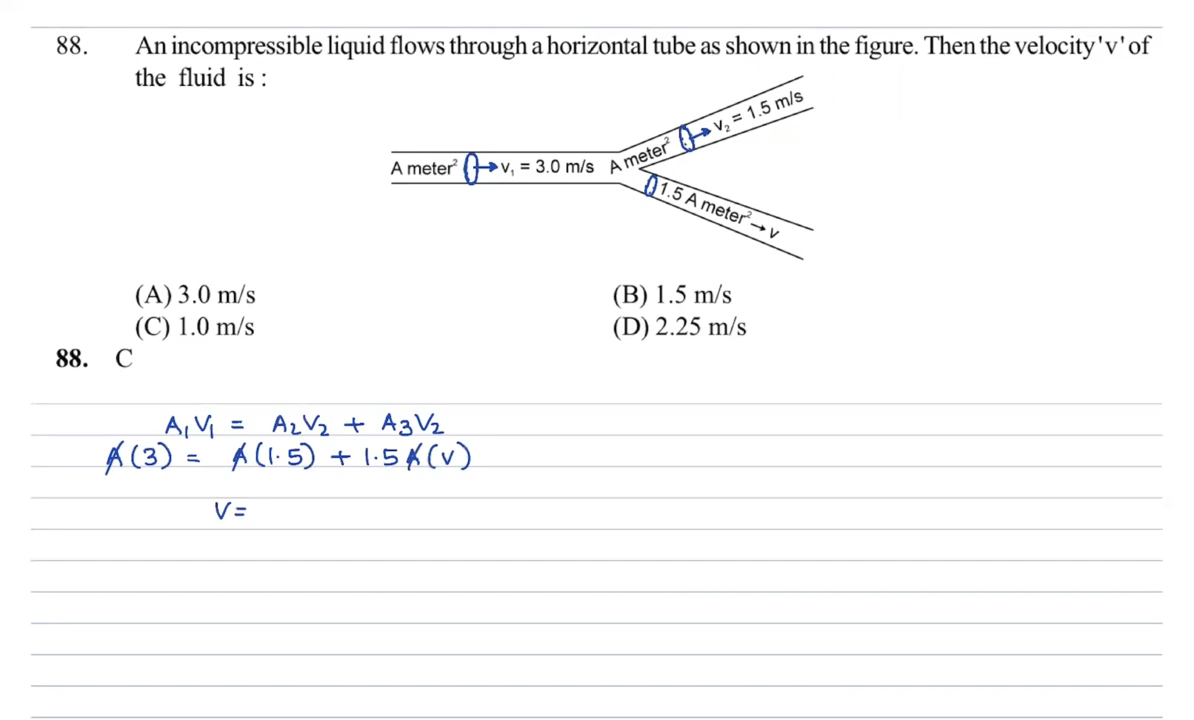 88. An incompressible liquid flows through a horizontal tube as shown in the figure. Then the velocity 'v' of
the fluid is :
A meter² v₁ = 3.0 m/s
A meter² v₂ = 1.5 m/s
1.5 A meter² → v
(A) 3.0 m/s (B) 1.5 m/s
(C) 1.0 m/s (D) 2.25 m/s
88. C
A₁V₁ = A₂V₂ + A₃V₂
A(3) = A(1.5) + 1.5A(v)
V=